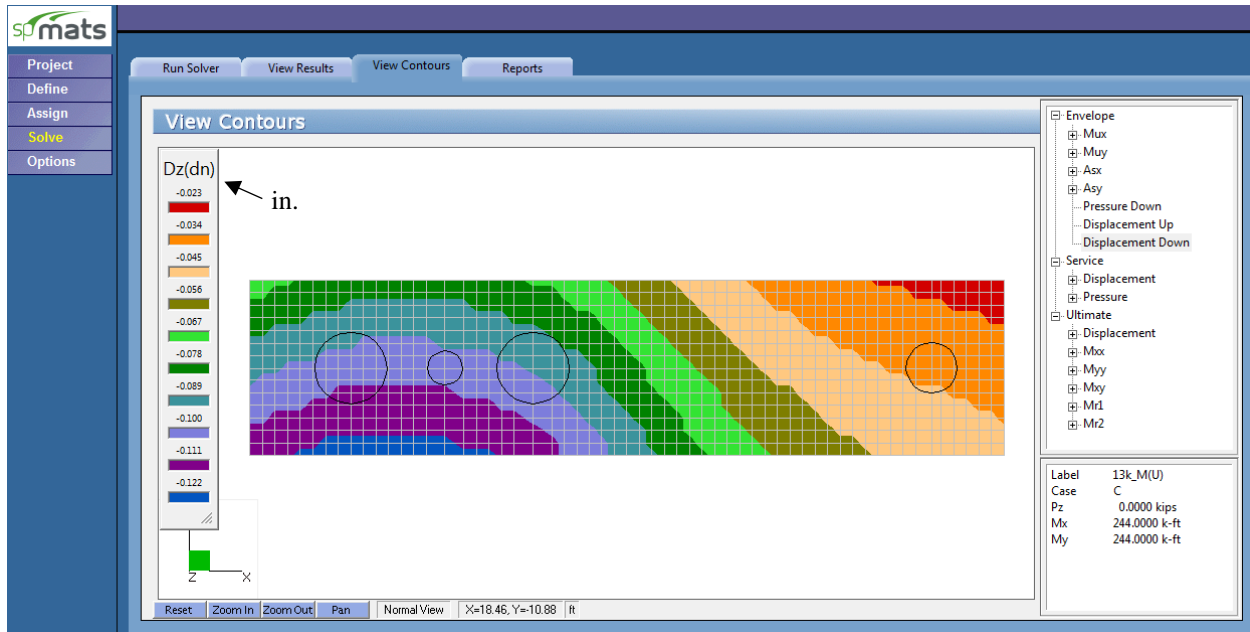 spmats
Project
Define
Assign
Solve
Options
Run Solver View Results View Contours Reports
View Contours
Dz(dn)
in.
-0.023
-0.034
-0.045
-0.056
-0.067
-0.078
-0.089
-0.100
-0.111
-0.122
Z X
Reset Zoom In Zoom Out Pan Normal View X=18.46, Y=-10.88 ft
Envelope
Mux
Muy
Asx
Asy
Pressure Down
Displacement Up
Displacement Down
Service
Displacement
Pressure
Ultimate
Displacement
Mxx
Myy
Mxy
Mr1
Mr2
Label 13k_M(U)
Case C
Pz 0.0000 kips
Mx 244.0000 k-ft
My 244.0000 k-ft